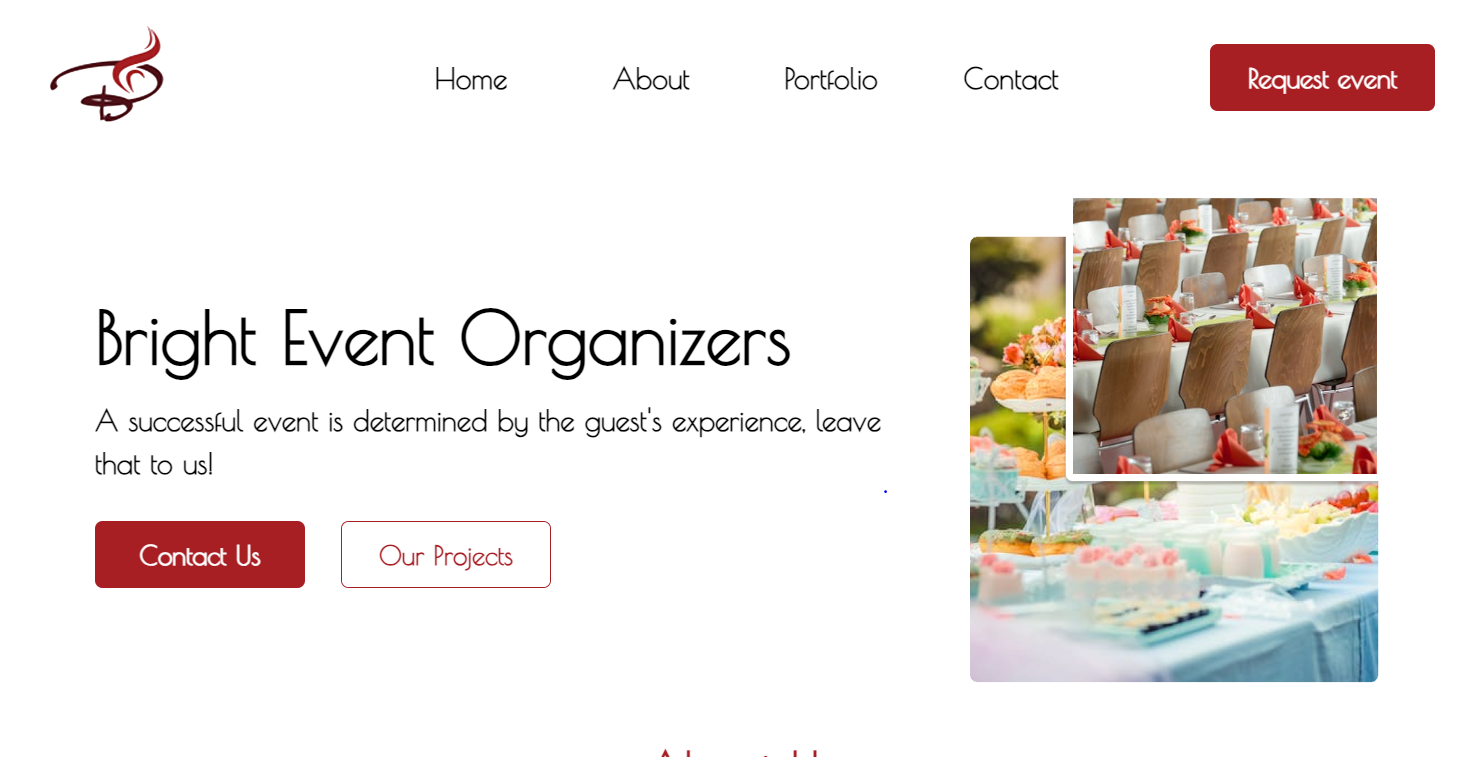 Home About Portfolio Contact Request event
Bright Event Organizers
A successful event is determined by the guest's experience, leave
that to us!
Contact Us Our Projects